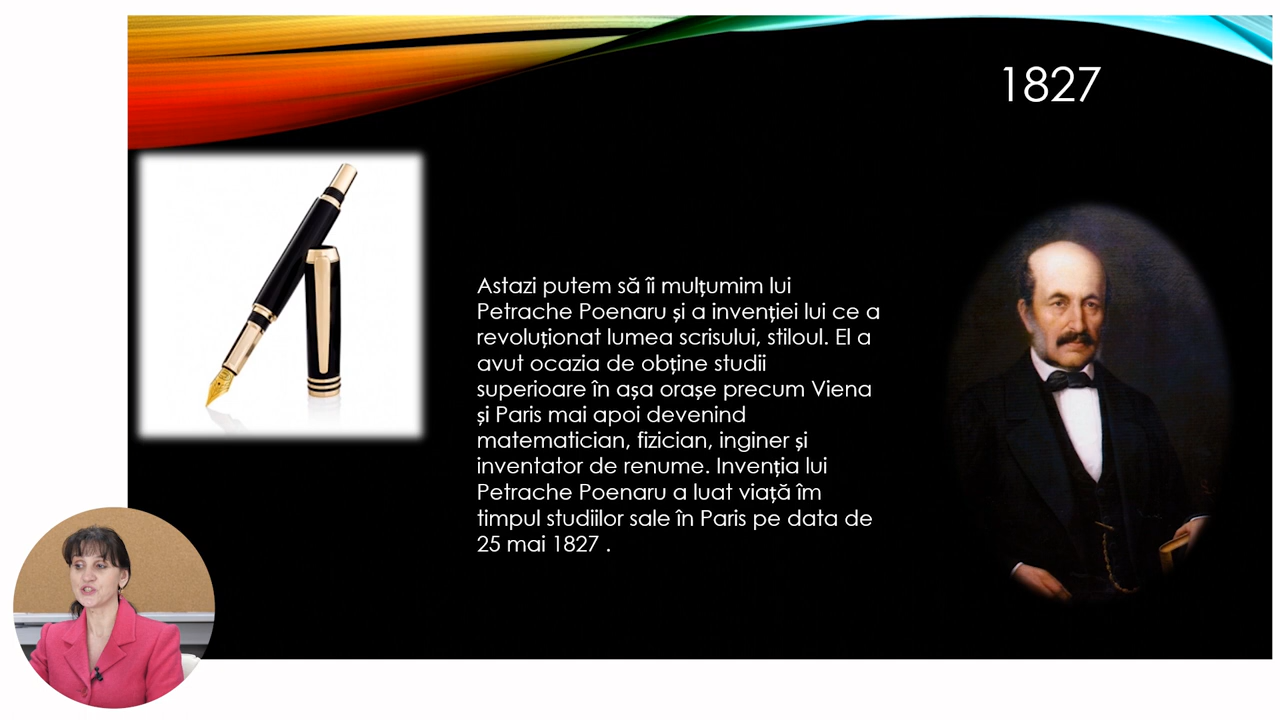 1827
Astazi putem să îi mulțumim lui
Petrache Poenaru și a invenției lui ce a
revoluționat lumea scrisului, stiloul. El a
avut ocazia de obține studii
superioare în așa orașe precum Viena
și Paris mai apoi devenind
matematician, fizician, inginer și
inventator de renume. Invenția lui
Petrache Poenaru a luat viață îm
timpul studiilor sale în Paris pe data de
25 mai 1827 .